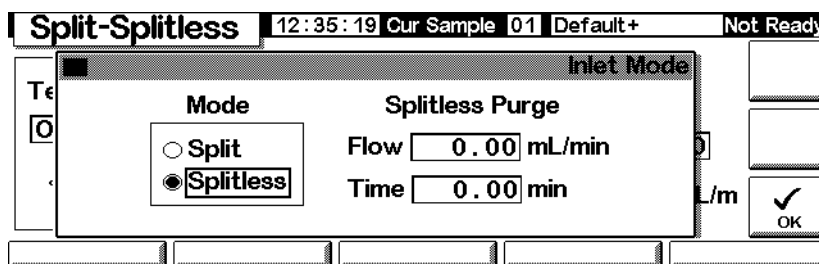 Split-Splitless 12:35:19 Cur Sample 01 Default+ Not Ready
Inlet Mode
Mode Splitless Purge
Split Flow 0.00 mL/min
Splitless Time 0.00 min
OK